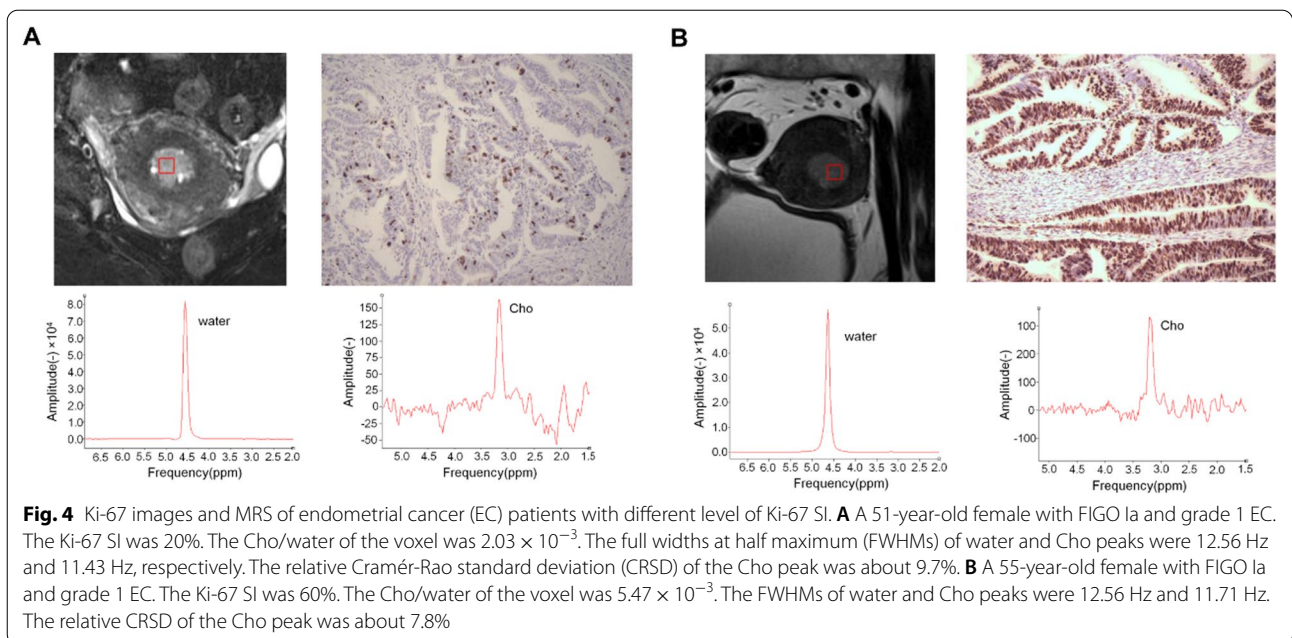 A
B
8.0
7.0
6.0
5.0
4.0
3.0
2.0
1.0
0.0
Amplitude(-) ×10⁴
water
6.5 6.0 5.5 5.0 4.5 4.0 3.5 3.0 2.5 2.0
Frequency(ppm)
150
125
100
75
50
25
0
-25
-50
Amplitude(-)
Cho
5.0 4.5 4.0 3.5 3.0 2.5 2.0 1.5
Frequency(ppm)
5.0
4.0
3.0
2.0
1.0
0.0
Amplitude(-) ×10⁴
water
6.5 6.0 5.5 5.0 4.5 4.0 3.5 3.0 2.5 2.0
Frequency(ppm)
100
200
100
0
-100
Amplitude(-)
Cho
5.0 4.5 4.0 3.5 3.0 2.5 2.0 1.5
Frequency(ppm)
Fig. 4 Ki-67 images and MRS of endometrial cancer (EC) patients with different level of Ki-67 SI. A A 51-year-old female with FIGO Ia and grade 1 EC.
The Ki-67 SI was 20%. The Cho/water of the voxel was 2.03 × 10⁻³. The full widths at half maximum (FWHMs) of water and Cho peaks were 12.56 Hz
and 11.43 Hz, respectively. The relative Cramér-Rao standard deviation (CRSD) of the Cho peak was about 9.7%. B A 55-year-old female with FIGO Ia
and grade 1 EC. The Ki-67 SI was 60%. The Cho/water of the voxel was 5.47 × 10⁻³. The FWHMs of water and Cho peaks were 12.56 Hz and 11.71 Hz.
The relative CRSD of the Cho peak was about 7.8%